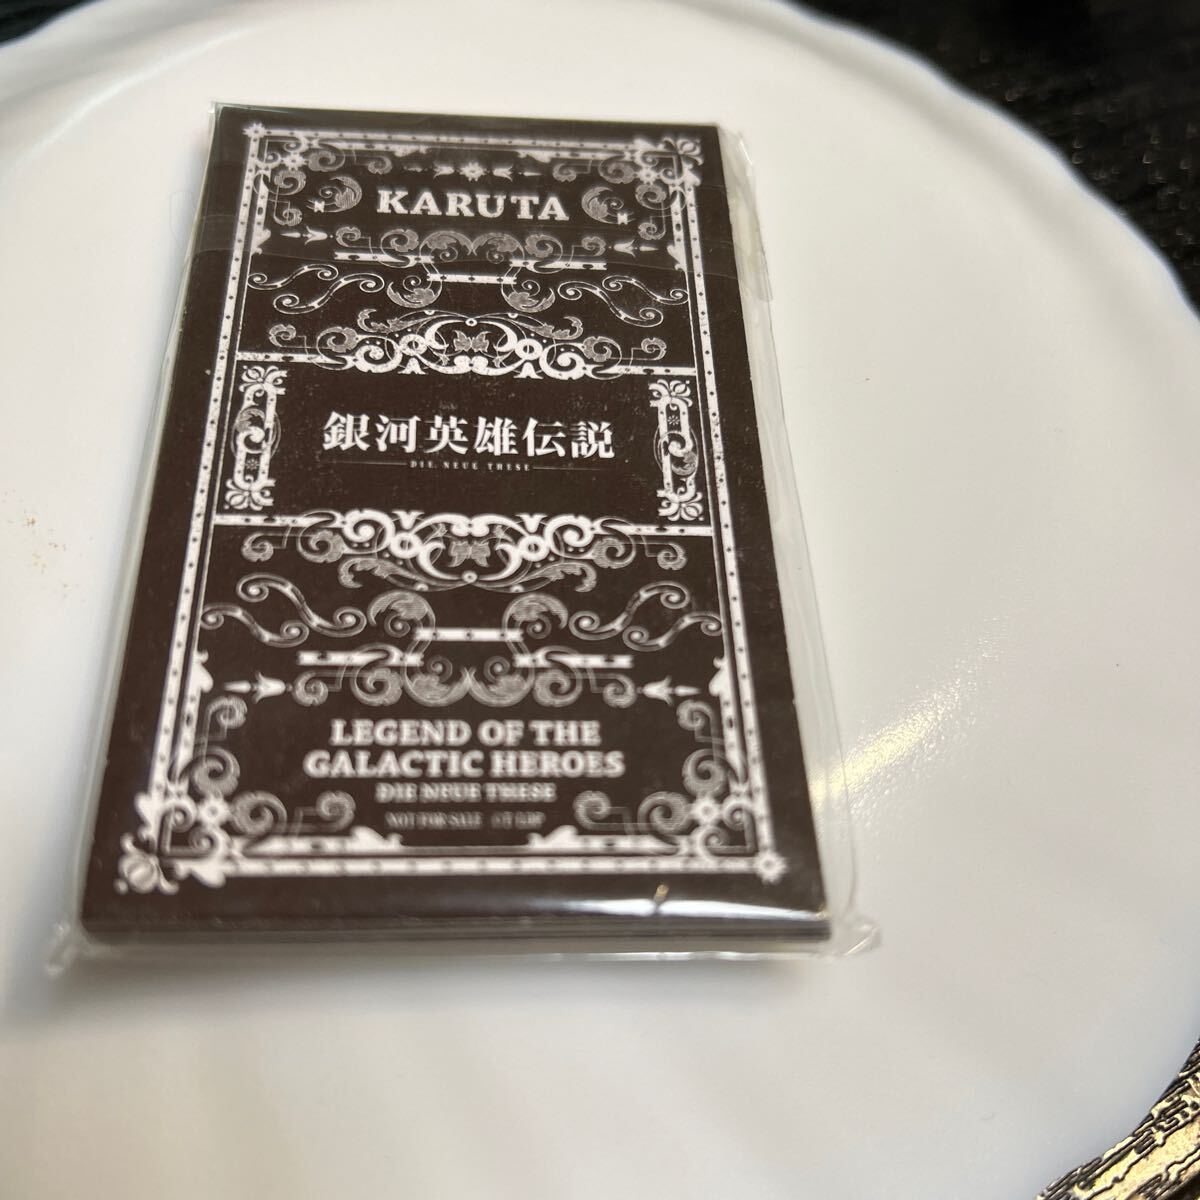 KARUTA
銀河英雄伝説
DIE NEUE THESE
LEGEND OF THE
GALACTIC HEROES
DIE NEUE THESE
NOT FOR SALE